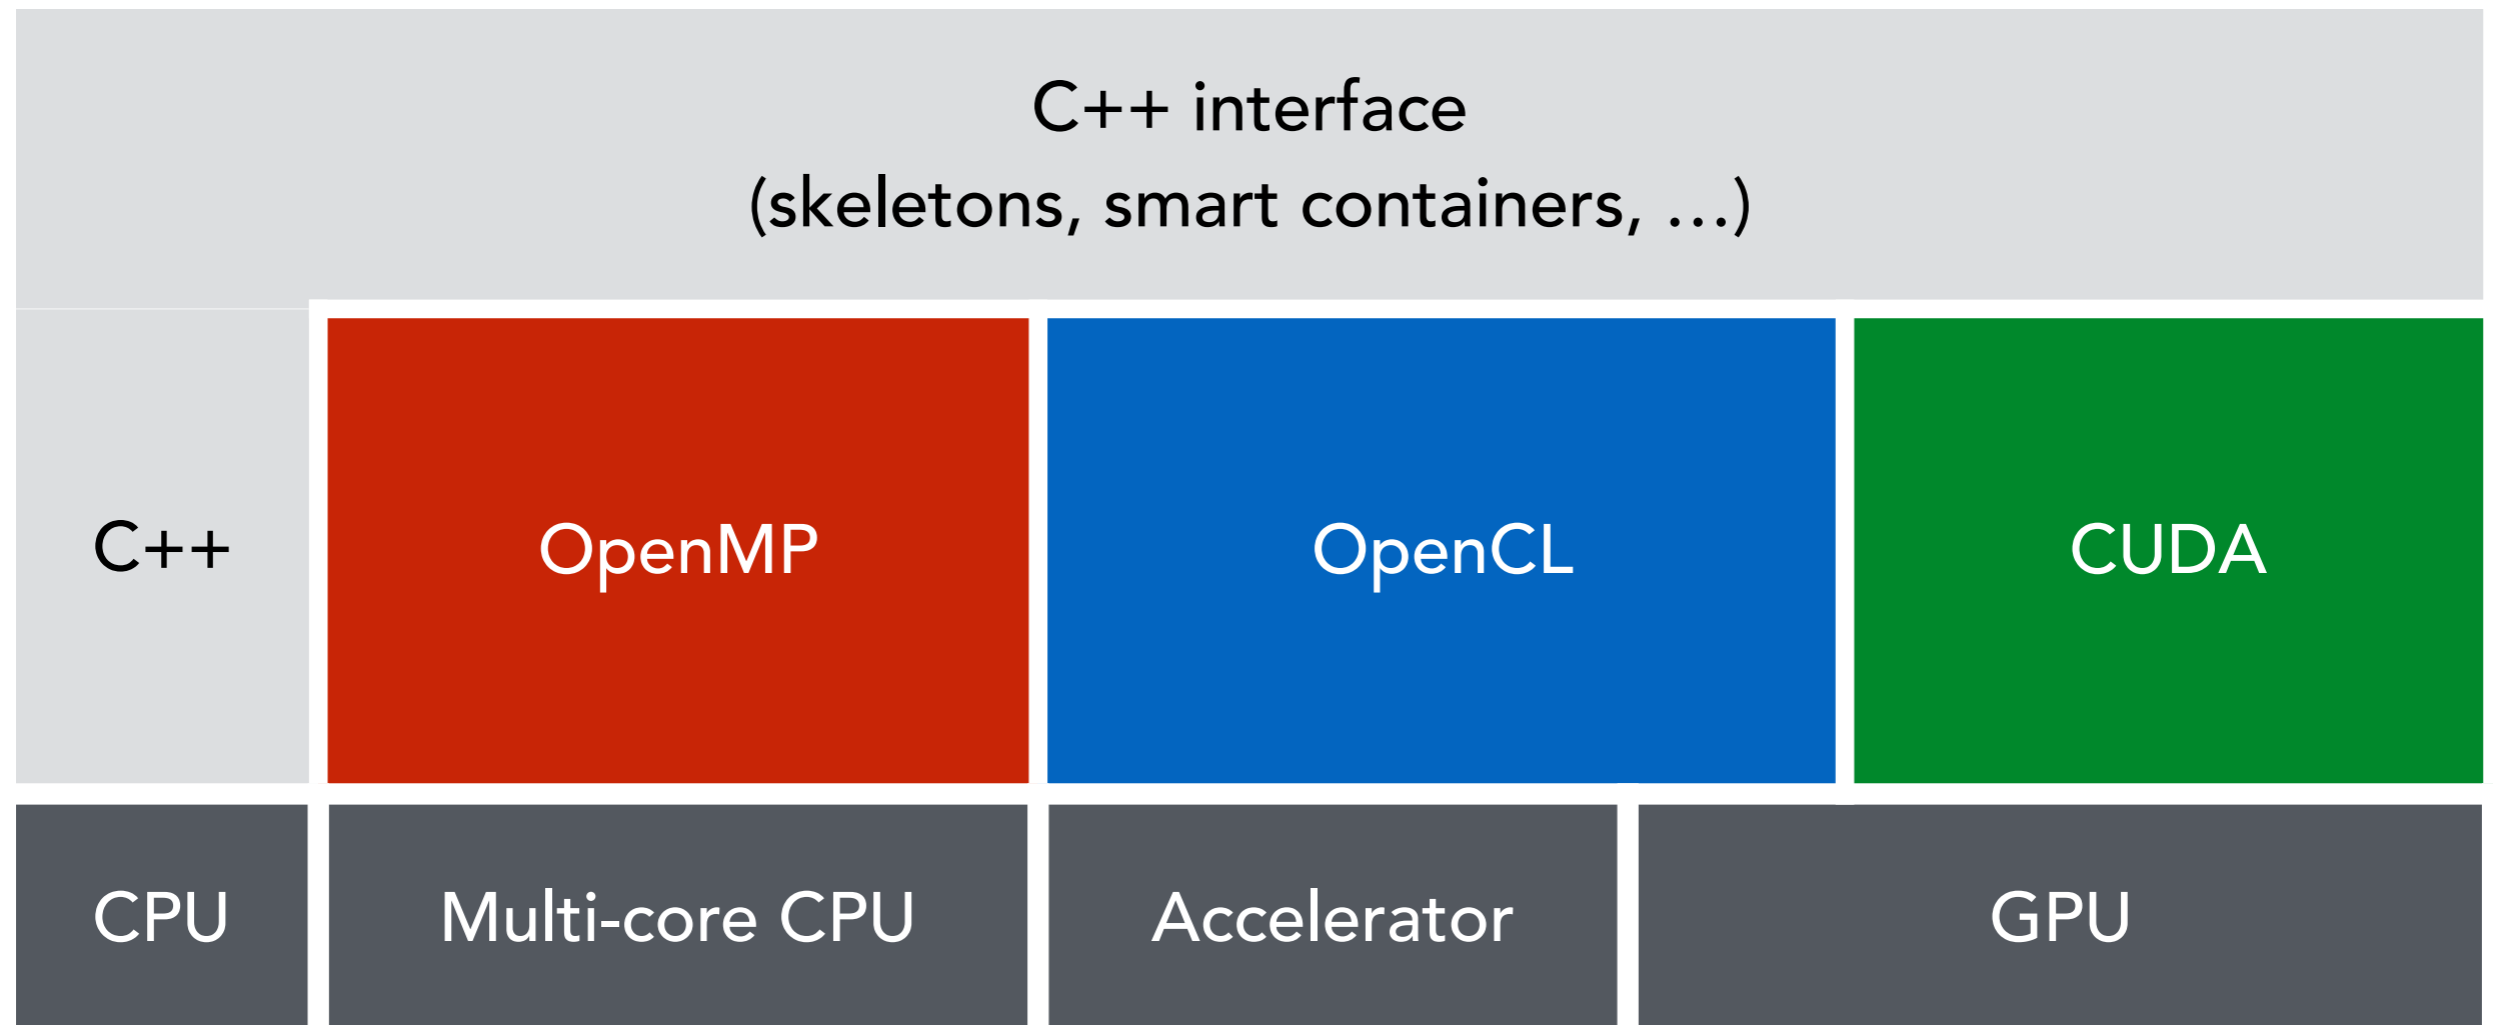 C++ interface
(skeletons, smart containers, …)
C++
OpenMP
OpenCL
CUDA
CPU
Multi-core CPU
Accelerator
GPU